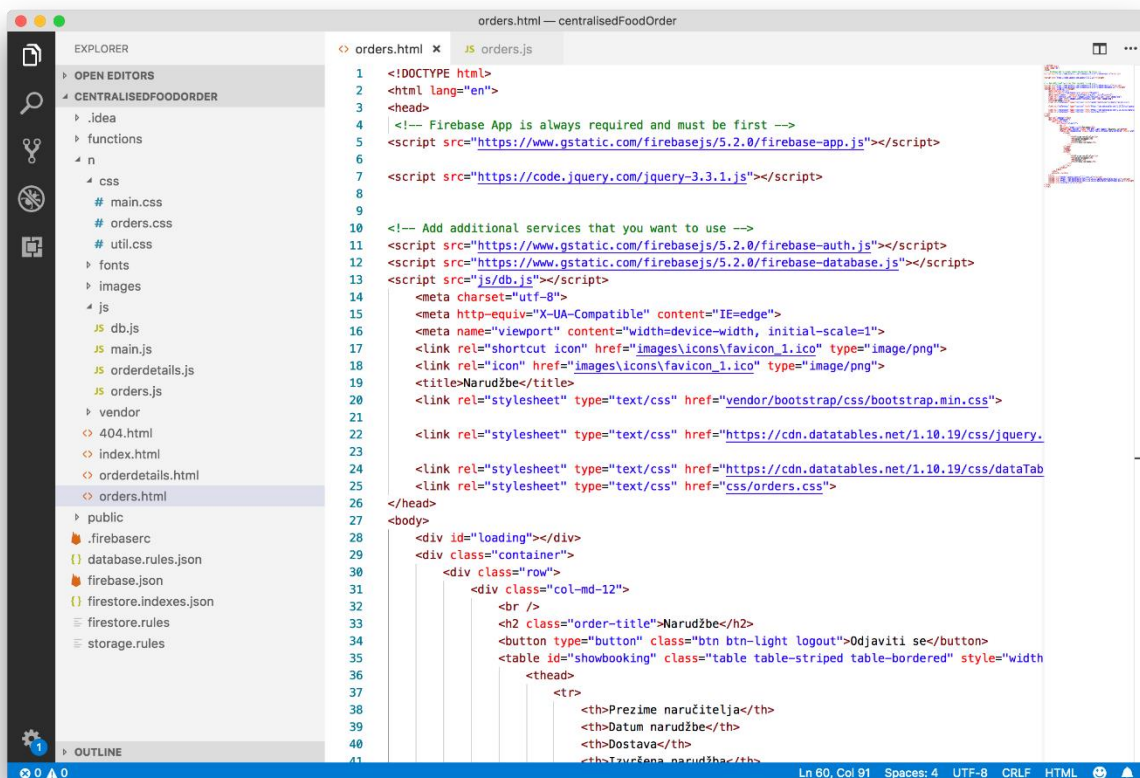 orders.html — centralisedFoodOrder
EXPLORER
OPEN EDITORS
CENTRALISEDFOODORDER
.idea
functions
n
css
# main.css
# orders.css
# util.css
fonts
images
js
JS db.js
JS main.js
JS orderdetails.js
JS orders.js
vendor
<> 404.html
<> index.html
<> orderdetails.html
<> orders.html
public
.firebaserc
{} database.rules.json
firebase.json
{} firestore.indexes.json
firestore.rules
storage.rules
OUTLINE
1
<> orders.html ×
JS orders.js
1 <!DOCTYPE html>
2 <html lang="en">
3 <head>
4 <!-- Firebase App is always required and must be first -->
5 <script src="https://www.gstatic.com/firebasejs/5.2.0/firebase-app.js"></script>
6
7 <script src="https://code.jquery.com/jquery-3.3.1.js"></script>
8
9
10 <!-- Add additional services that you want to use -->
11 <script src="https://www.gstatic.com/firebasejs/5.2.0/firebase-auth.js"></script>
12 <script src="https://www.gstatic.com/firebasejs/5.2.0/firebase-database.js"></script>
13 <script src="js/db.js"></script>
14 <meta charset="utf-8">
15 <meta http-equiv="X-UA-Compatible" content="IE=edge">
16 <meta name="viewport" content="width=device-width, initial-scale=1">
17 <link rel="shortcut icon" href="images\icons\favicon_1.ico" type="image/png">
18 <link rel="icon" href="images\icons\favicon_1.ico" type="image/png">
19 <title>Narudžbe</title>
20 <link rel="stylesheet" type="text/css" href="vendor/bootstrap/css/bootstrap.min.css">
21
22 <link rel="stylesheet" type="text/css" href="https://cdn.datatables.net/1.10.19/css/jquery.
23
24 <link rel="stylesheet" type="text/css" href="https://cdn.datatables.net/1.10.19/css/dataTab
25 <link rel="stylesheet" type="text/css" href="css/orders.css">
26 </head>
27 <body>
28 <div id="loading"></div>
29 <div class="container">
30 <div class="row">
31 <div class="col-md-12">
32 <br />
33 <h2 class="order-title">Narudžbe</h2>
34 <button type="button" class="btn btn-light logout">Odjaviti se</button>
35 <table id="showbooking" class="table table-striped table-bordered" style="width
36 <thead>
37 <tr>
38 <th>Prezime naručitelja</th>
39 <th>Datum narudžbe</th>
40 <th>Dostava</th>
41 <th>Izvršena narudžba</th>
0 0 Ln 60, Col 91 Spaces: 4 UTF-8 CRLF HTML